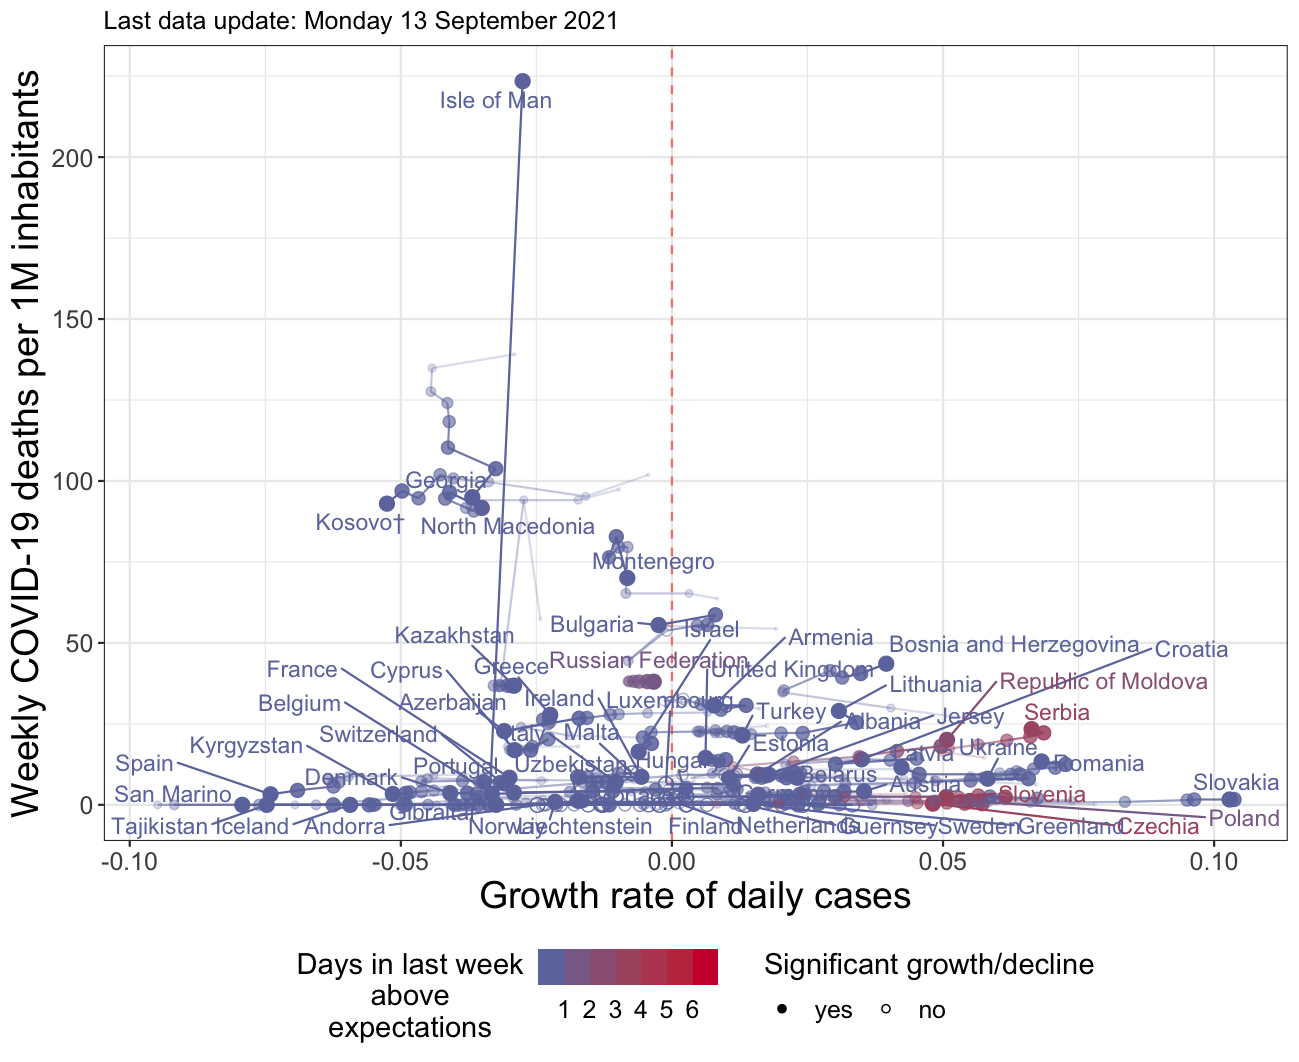 Last data update: Monday 13 September 2021
Weekly COVID-19 deaths per 1M inhabitants
200
150
100
50
0
Isle of Man
Georgia
Kosovo†
North Macedonia
Montenegro
Bulgaria
Israel
Kazakhstan
Armenia
Bosnia and Herzegovina
Croatia
France
Cyprus
Greece
Russian Federation
United Kingdom
Lithuania
Republic of Moldova
Belgium
Azerbaijan
Ireland
Luxembourg
Turkey
Albania
Jersey
Serbia
Switzerland
Italy
Malta
Estonia
Latvia
Ukraine
Kyrgyzstan
Spain
Denmark
Portugal
Uzbekistan
Hungary
Belarus
Austria
Romania
Slovakia
San Marino
Gibraltar
Slovenia
Poland
Tajikistan
Iceland
Andorra
Norway
Liechtenstein
Finland
Netherlands
Guernsey
Sweden
Greenland
Czechia
-0.10
-0.05
0.00
0.05
0.10
Growth rate of daily cases
Days in last week
above
expectations
1 2 3 4 5 6
Significant growth/decline
yes
no